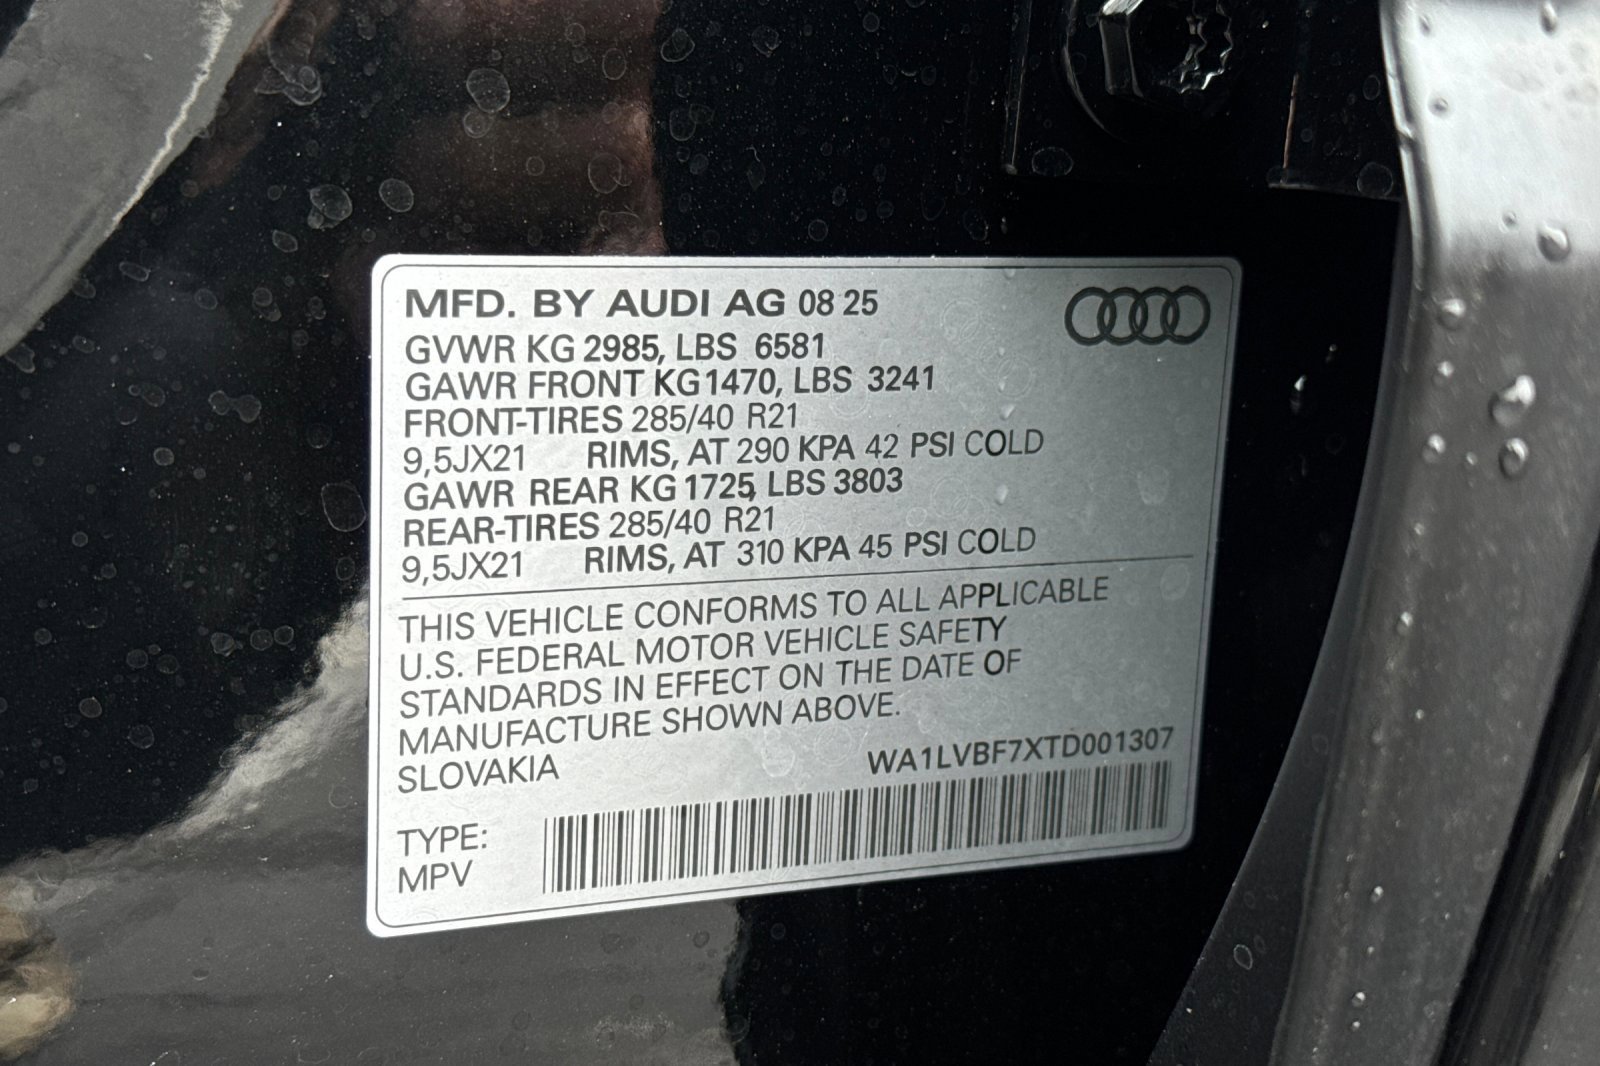 MFD. BY AUDI AG 08 25
GVWR KG 2985, LBS 6581
GAWR FRONT KG 1470, LBS 3241
FRONT-TIRES 285/40 R21
9,5JX21 RIMS, AT 290 KPA 42 PSI COLD
GAWR REAR KG 1725, LBS 3803
REAR-TIRES 285/40 R21
9,5JX21 RIMS, AT 310 KPA 45 PSI COLD
THIS VEHICLE CONFORMS TO ALL APPLICABLE
U.S. FEDERAL MOTOR VEHICLE SAFETY
STANDARDS IN EFFECT ON THE DATE OF
MANUFACTURE SHOWN ABOVE.
SLOVAKIA
WA1LVBF7XTD001307
TYPE:
MPV